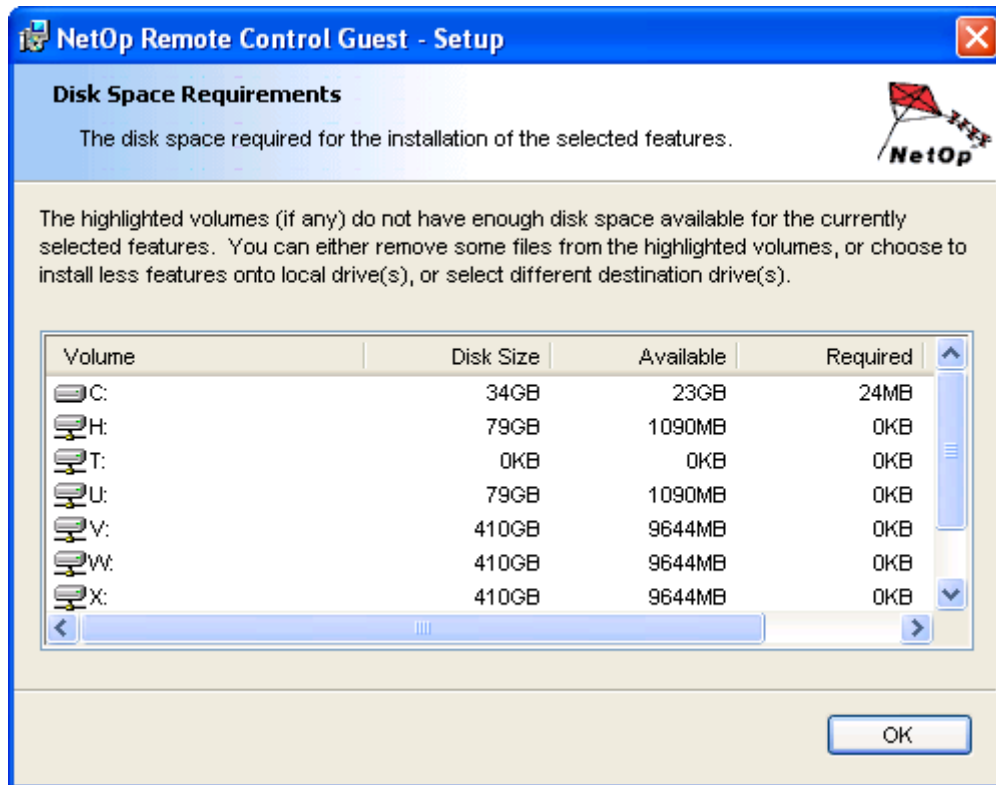 NetOp Remote Control Guest - Setup
Disk Space Requirements
The disk space required for the installation of the selected features.
NetOp
The highlighted volumes (if any) do not have enough disk space available for the currently
selected features.  You can either remove some files from the highlighted volumes, or choose to
install less features onto local drive(s), or select different destination drive(s).
Volume Disk Size Available Required
C: 34GB 23GB 24MB
H: 79GB 1090MB 0KB
T: 0KB 0KB 0KB
U: 79GB 1090MB 0KB
V: 410GB 9644MB 0KB
W: 410GB 9644MB 0KB
X: 410GB 9644MB 0KB
OK